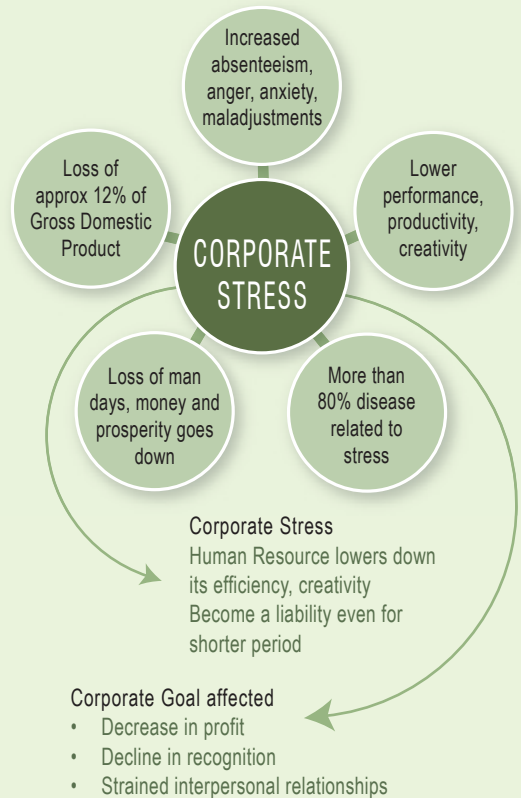 Increased
absenteeism,
anger, anxiety,
maladjustments
Loss of
approx 12% of
Gross Domestic
Product
Lower
performance,
productivity,
creativity
CORPORATE
STRESS
Loss of man
days, money and
prosperity goes
down
More than
80% disease
related to
stress
Corporate Stress
Human Resource lowers down
its efficiency, creativity
Become a liability even for
shorter period
Corporate Goal affected
• Decrease in profit
• Decline in recognition
• Strained interpersonal relationships